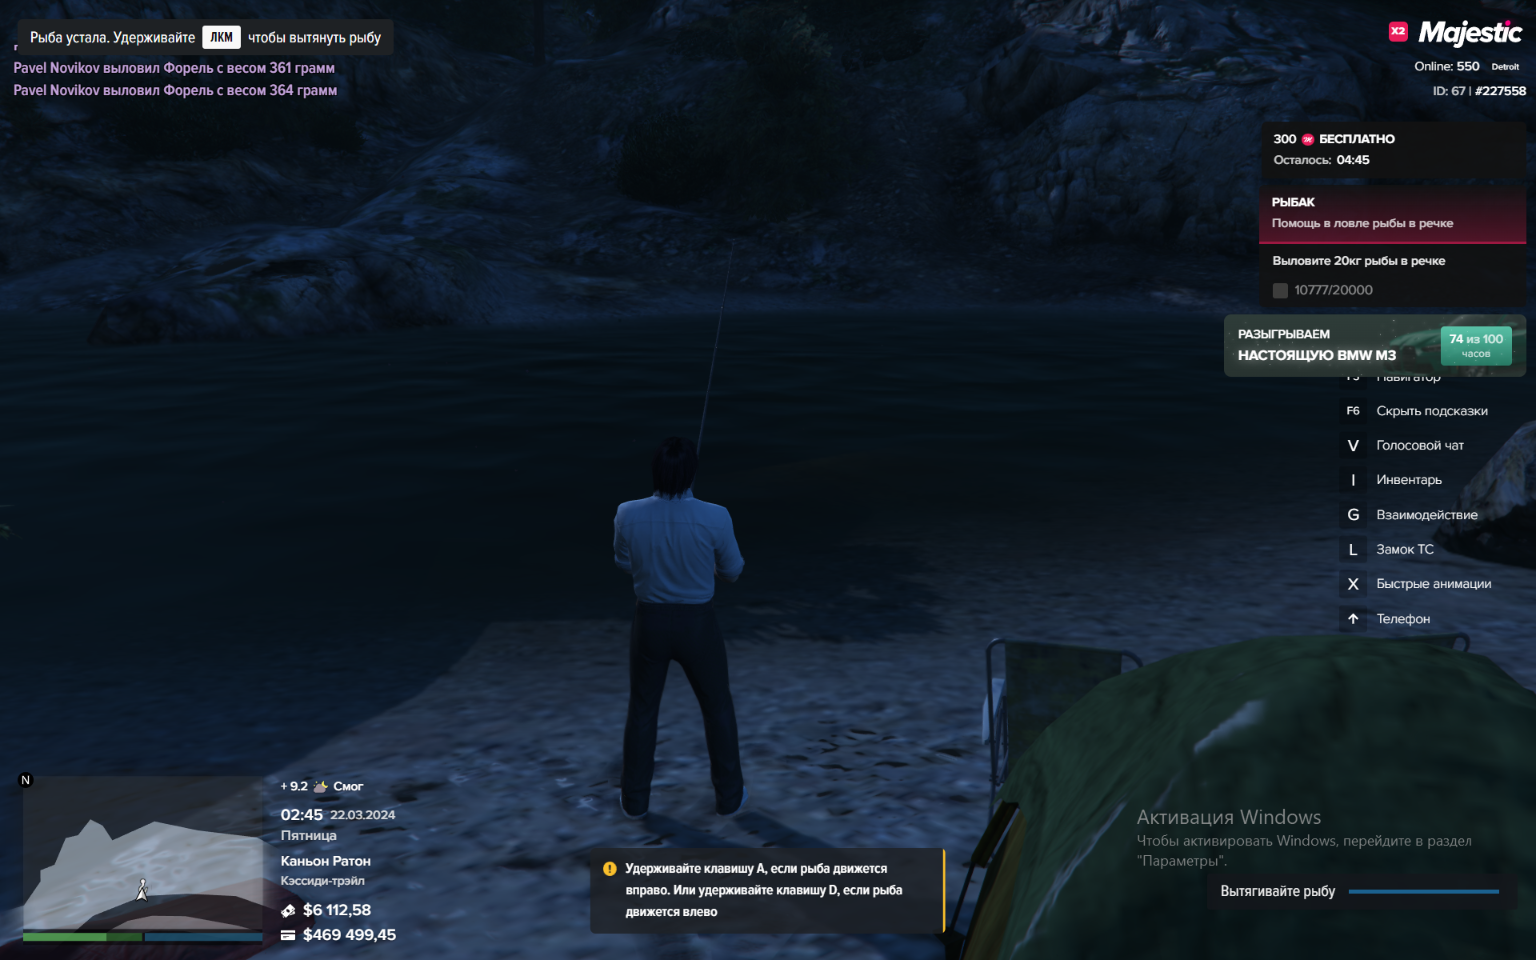 Рыба устала. Удерживайте ЛКМ чтобы вытянуть рыбу
Pavel Novikov выловил Форель с весом 361 грамм
Pavel Novikov выловил Форель с весом 364 грамм
X2 Majestic
Online: 550 Detroit
ID: 67 | #227558
300 БЕСПЛАТНО
Осталось: 04:45
РЫБАК
Помощь в ловле рыбы в речке
Выловите 20кг рыбы в речке
10777/20000
РАЗЫГРЫВАЕМ
НАСТОЯЩУЮ BMW M3
74 из 100
часов
Навигатор
F6 Скрыть подсказки
V Голосовой чат
I Инвентарь
G Взаимодействие
L Замок ТС
X Быстрые анимации
Телефон
N
+ 9.2 Смог
02:45 22.03.2024
Пятница
Каньон Ратон
Кэссиди-трэйл
$6 112,58
$469 499,45
Удерживайте клавишу A, если рыба движется
вправо. Или удерживайте клавишу D, если рыба
движется влево
Активация Windows
Чтобы активировать Windows, перейдите в раздел
"Параметры".
Вытягивайте рыбу